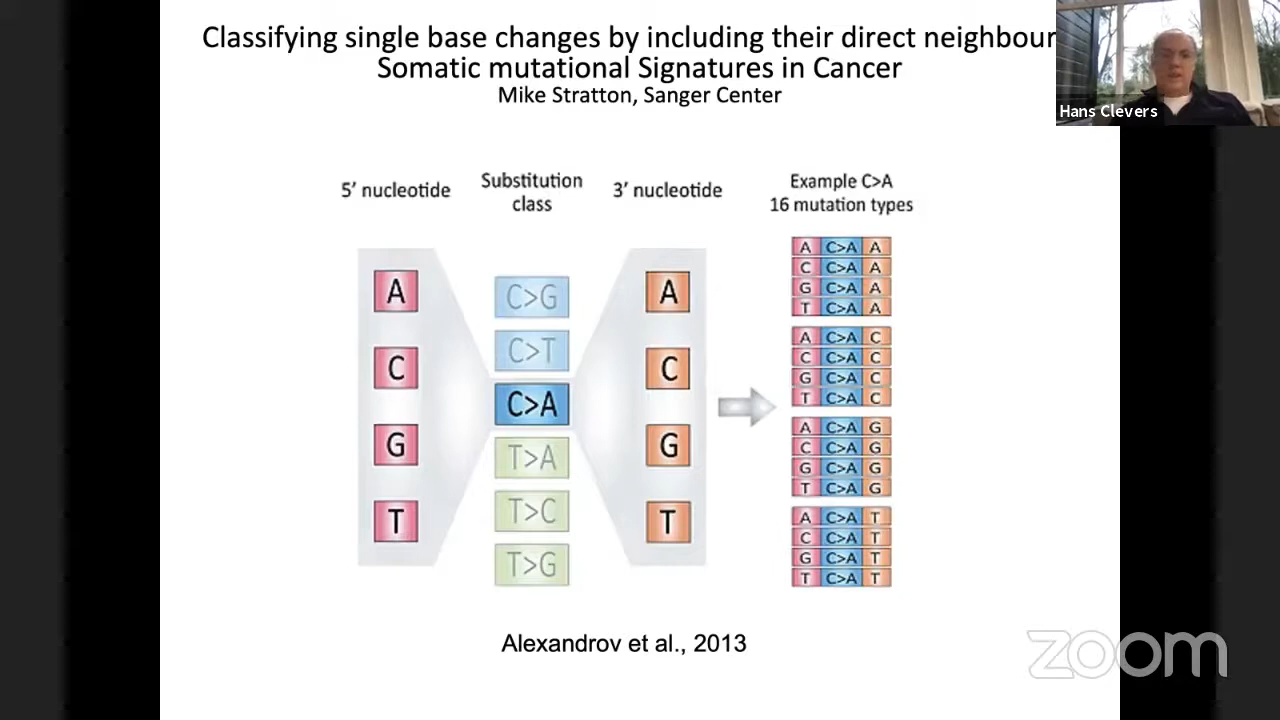 Classifying single base changes by including their direct neighbour
Somatic mutational Signatures in Cancer
Mike Stratton, Sanger Center
Hans Clevers
5' nucleotide
Substitution
class
3' nucleotide
Example C>A
16 mutation types
A
C
G
T
C>G
C>T
C>A
T>A
T>C
T>G
A
C
G
T
A C>A A
C C>A A
G C>A A
T C>A A
A C>A C
C C>A C
G C>A C
T C>A C
A C>A G
C C>A G
G C>A G
T C>A G
A C>A T
C C>A T
G C>A T
T C>A T
Alexandrov et al., 2013
zoom